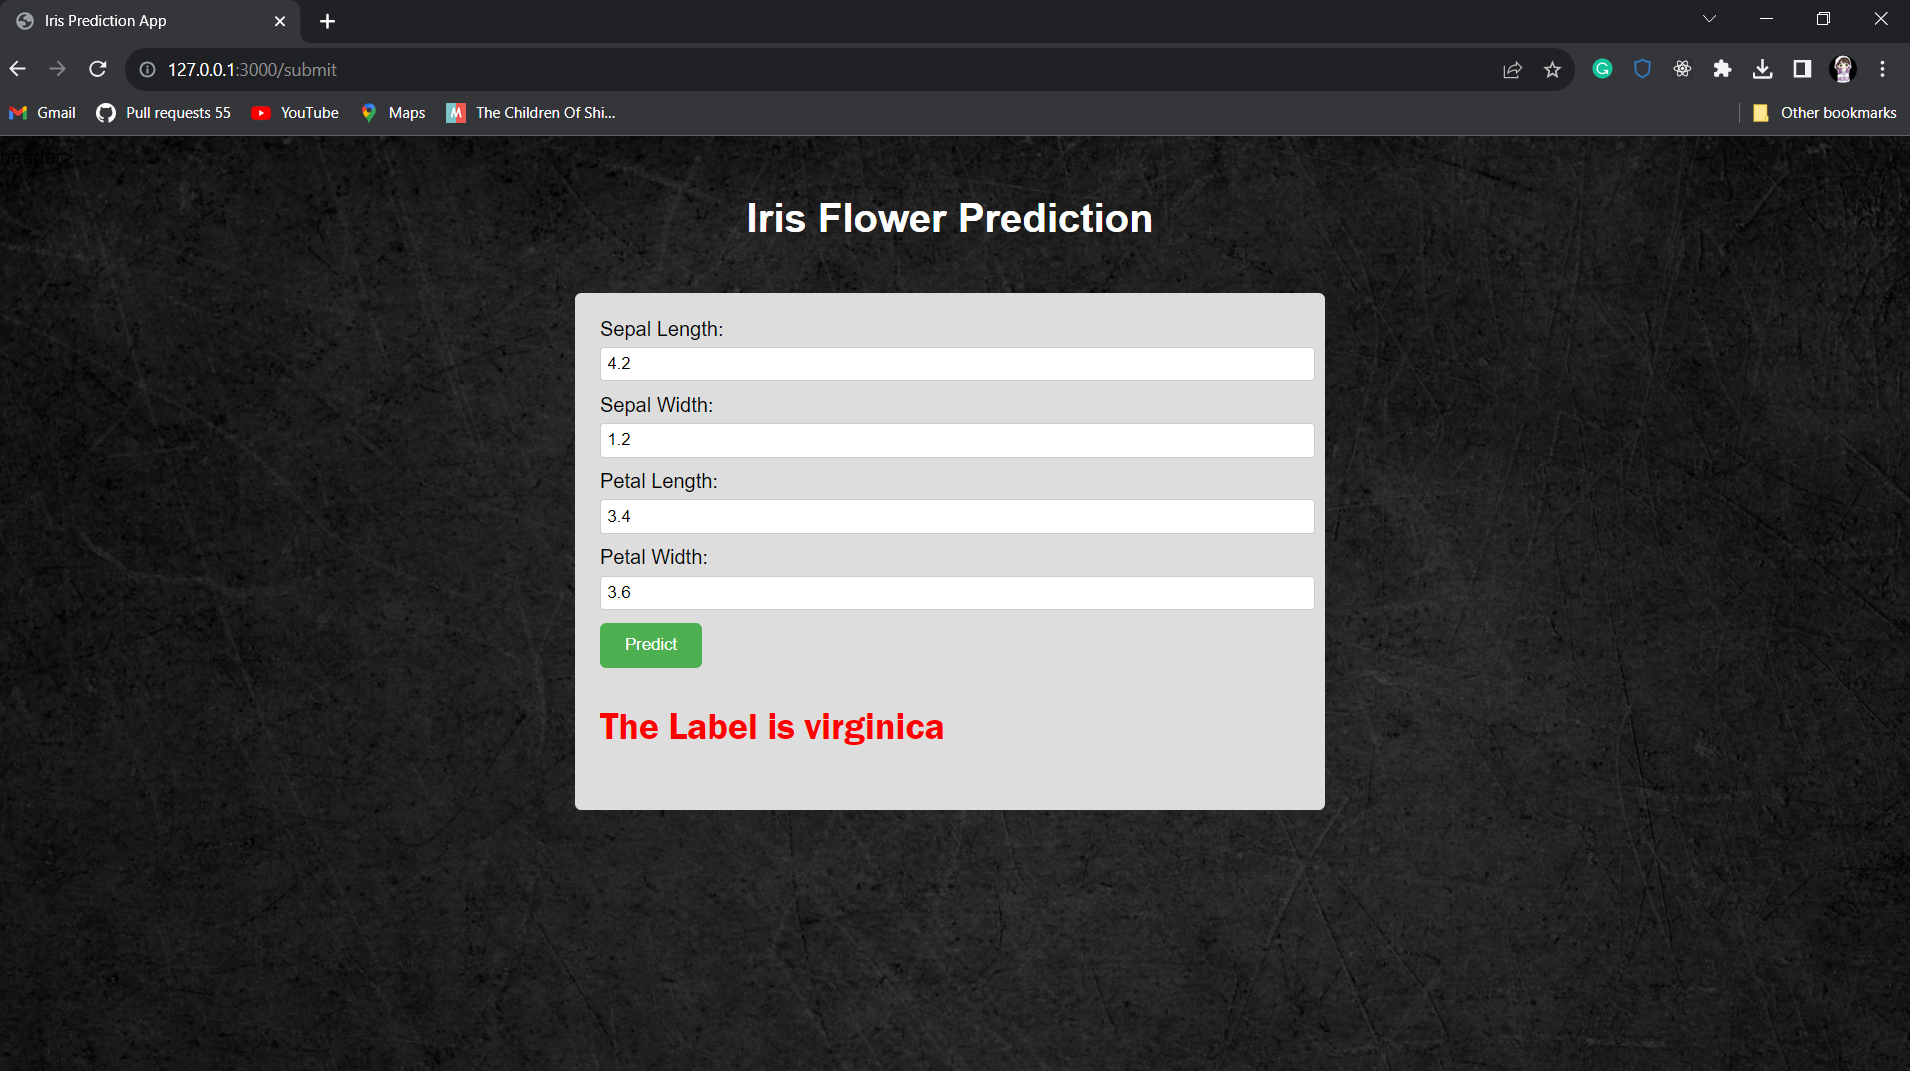 Iris Prediction App
127.0.0.1:3000/submit
Gmail Pull requests 55 YouTube Maps The Children Of Shi... Other bookmarks
header>
Iris Flower Prediction
Sepal Length:
4.2
Sepal Width:
1.2
Petal Length:
3.4
Petal Width:
3.6
Predict
The Label is virginica